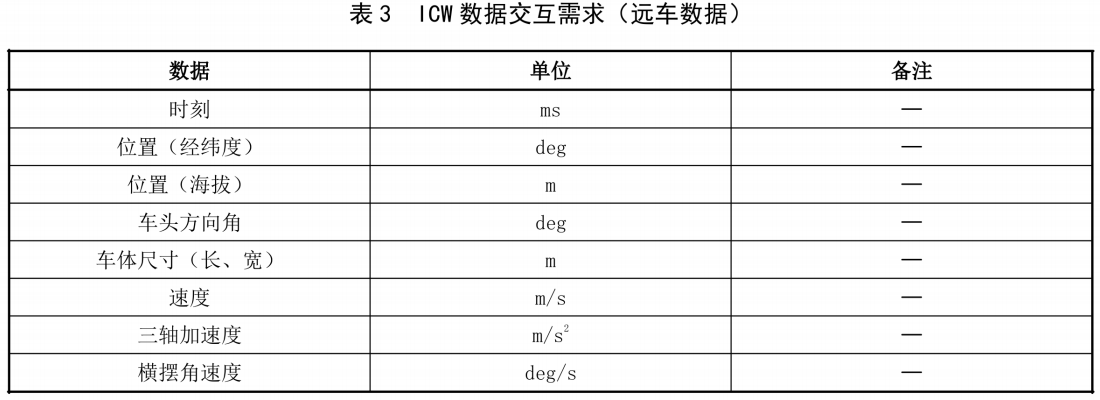 表 3 ICW 数据交互需求（远车数据）
数据 单位 备注
时刻 ms —
位置（经纬度） deg —
位置（海拔） m —
车头方向角 deg —
车体尺寸（长、宽） m —
速度 m/s —
三轴加速度 m/s² —
横摆角速度 deg/s —